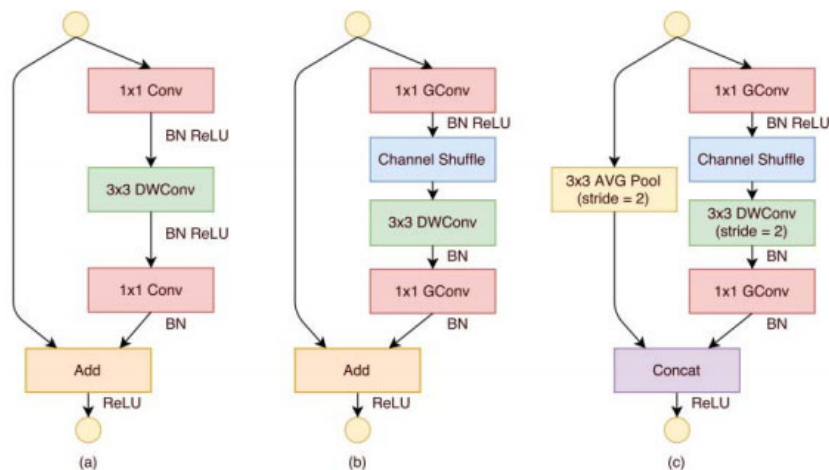 1x1 Conv
BN ReLU
3x3 DWConv
BN ReLU
1x1 Conv
BN
Add
ReLU
(a)
1x1 GConv
BN ReLU
Channel Shuffle
3x3 DWConv
BN
1x1 GConv
BN
Add
ReLU
(b)
1x1 GConv
BN ReLU
Channel Shuffle
3x3 AVG Pool
(stride = 2)
3x3 DWConv
(stride = 2)
BN
1x1 GConv
BN
Concat
ReLU
(c)